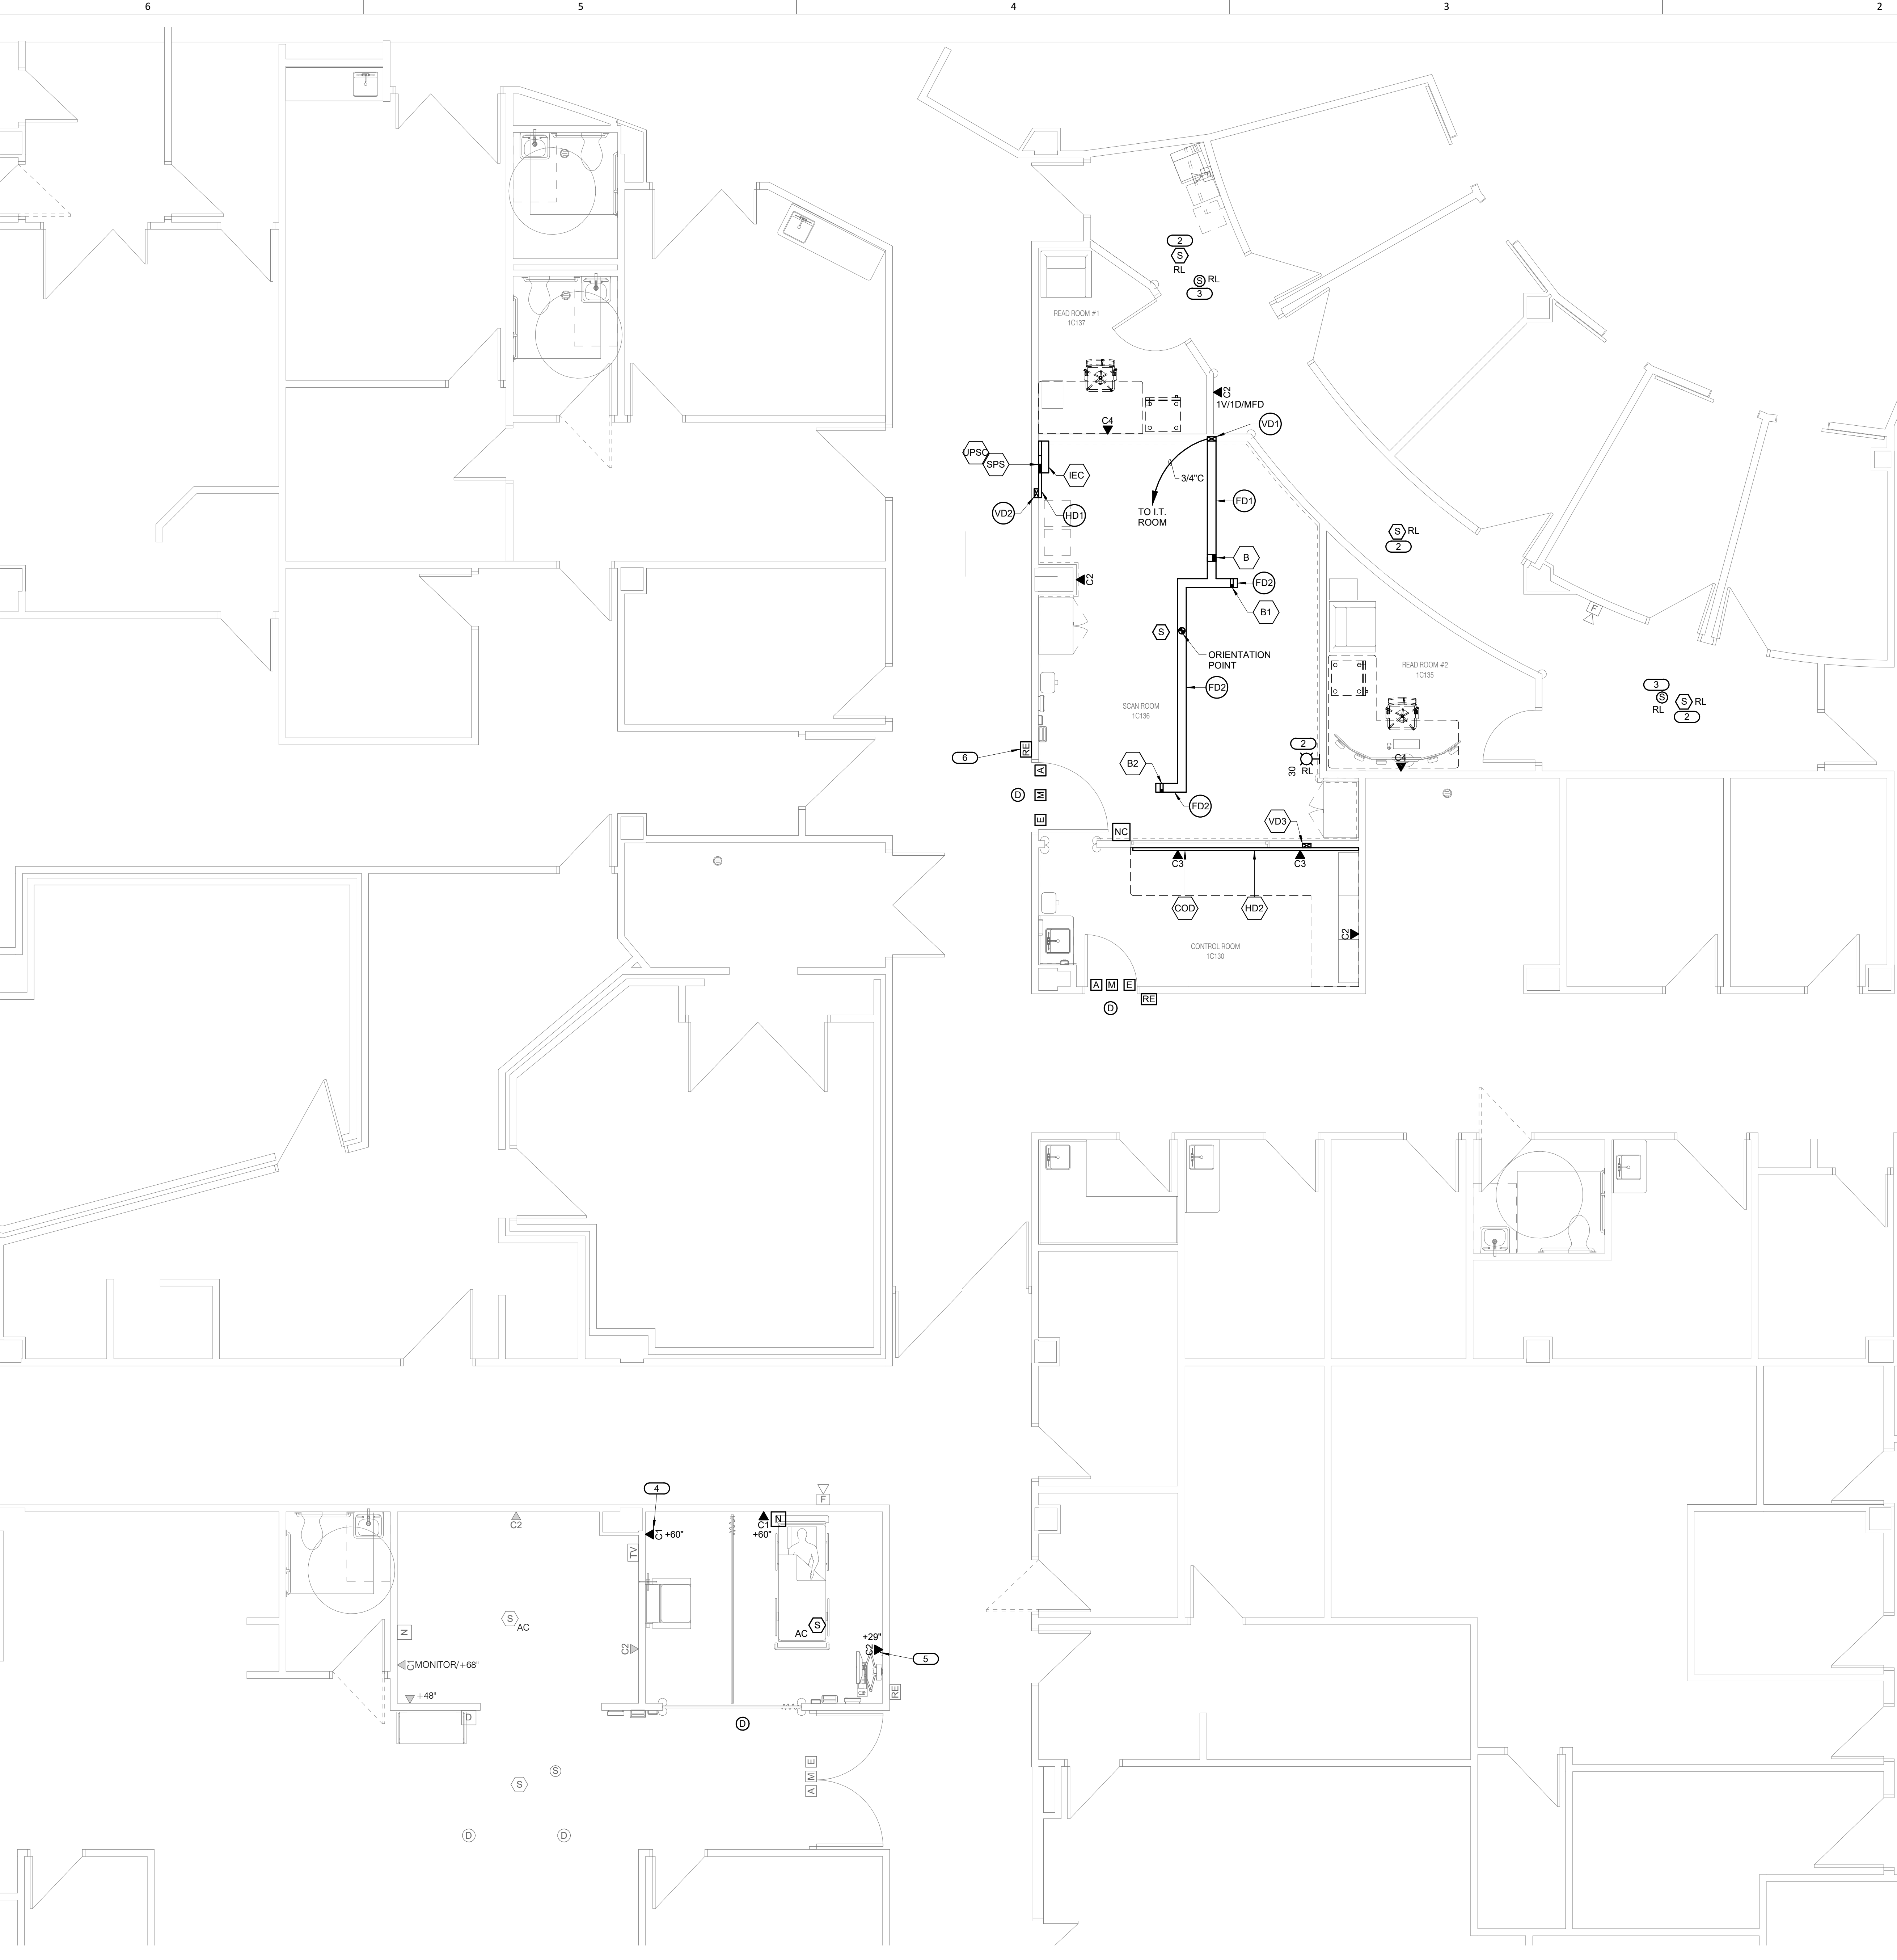 6 5 4 3 2
2
S
RL
S RL
3
READ ROOM #1
1C137
C2
1V/1D/MFD
C4
VD1
UPSC
SPS
IEC
3/4"C
FD1
VD2
HD1
TO I.T.
ROOM
S RL
2
B
C2
FD2
B1
F
S
ORIENTATION
POINT
READ ROOM #2
1C135
FD2
3
S
RL
S RL
2
SCAN ROOM
1C136
RE
6
2
30
RL
C4
B2
A
D
M
FD2
E
NC
VD3
C3
C3
COD
HD2
C2
CONTROL ROOM
1C130
A M E
RE
D
4
F
C2
C1 +60"
C1
+60"
N
TV
S
AC
AC
S
N
C2
+29"
C2
5
C1 MONITOR/+68"
RE
+48"
D
D
E
M
A
S
S
D
D